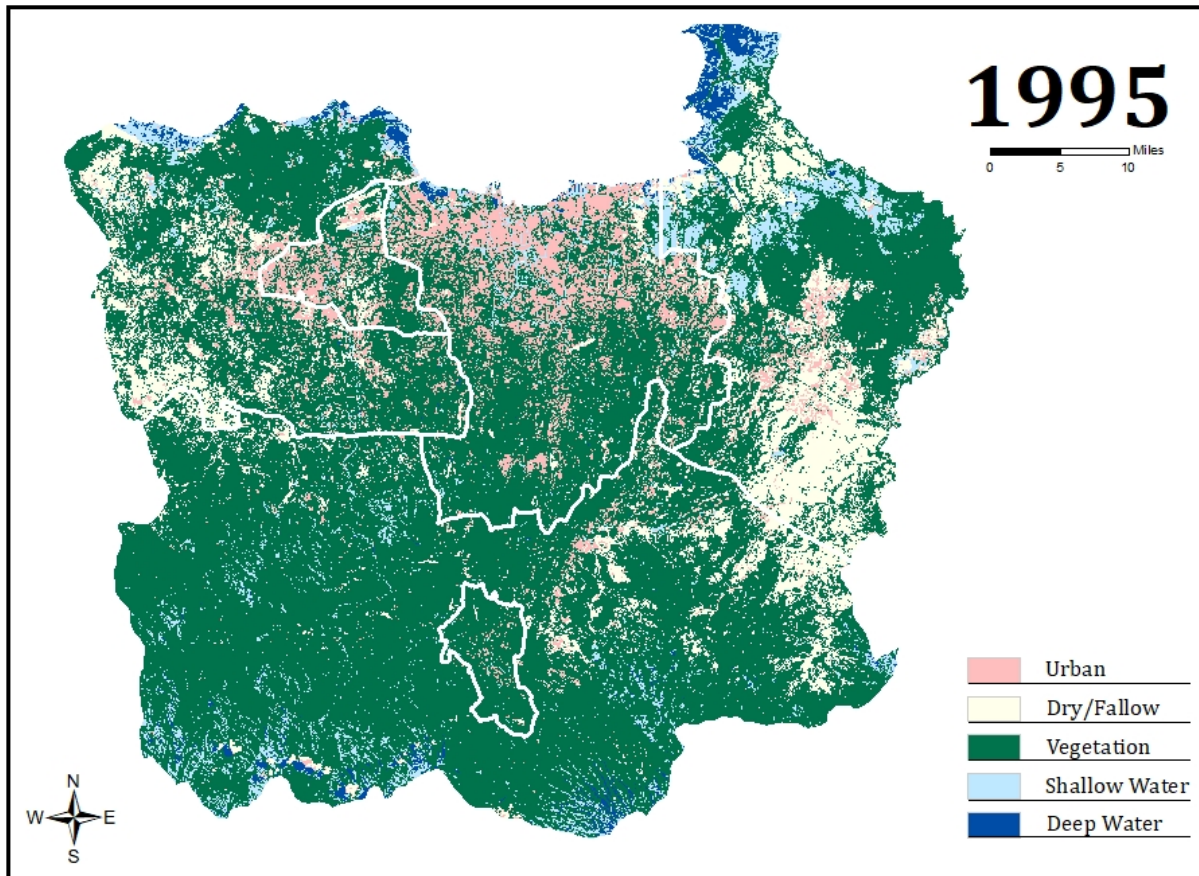 1995
Miles
0 5 10
Urban
Dry/Fallow
Vegetation
Shallow Water
Deep Water
N
W E
S